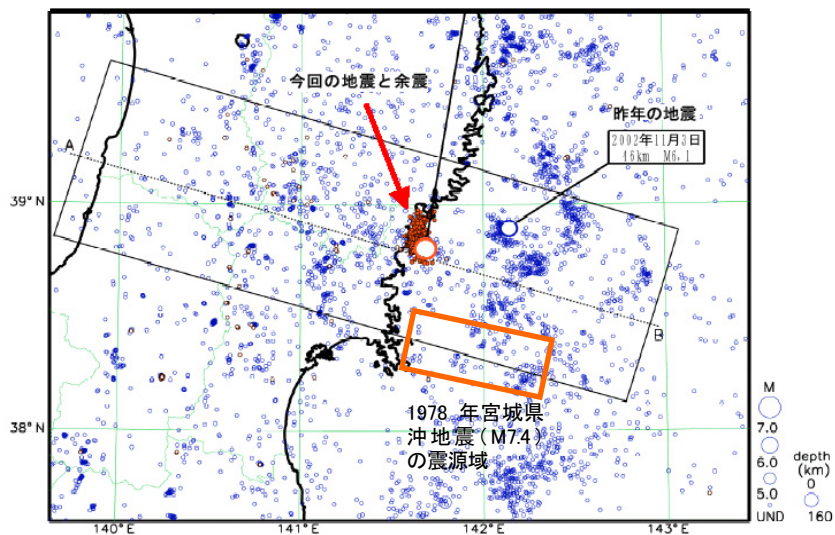 今回の地震と余震
昨年の地震
2002年11月3日
46km M6.1
A
39°N
B
1978 年宮城県
沖地震(M7.4)
の震源域
38°N
M
7.0
6.0
5.0
UND
depth
(km)
0
160
140°E
141°E
142°E
143°E